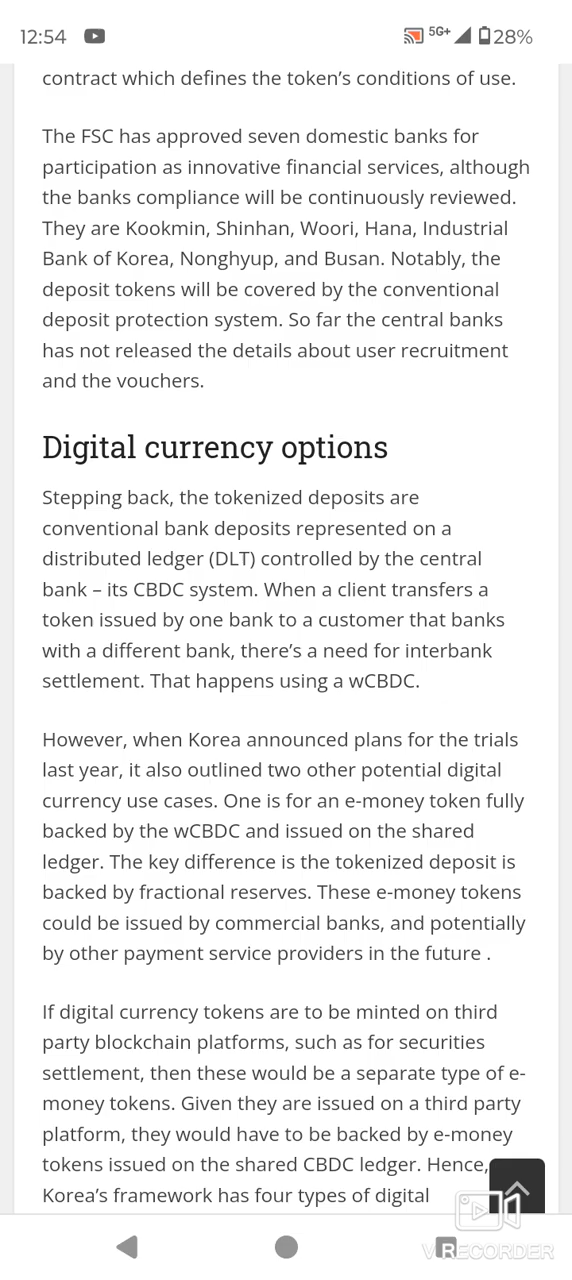 12:54
5G+
28%
contract which defines the token's conditions of use.
The FSC has approved seven domestic banks for
participation as innovative financial services, although
the banks compliance will be continuously reviewed.
They are Kookmin, Shinhan, Woori, Hana, Industrial
Bank of Korea, Nonghyup, and Busan. Notably, the
deposit tokens will be covered by the conventional
deposit protection system. So far the central banks
has not released the details about user recruitment
and the vouchers.
Digital currency options
Stepping back, the tokenized deposits are
conventional bank deposits represented on a
distributed ledger (DLT) controlled by the central
bank – its CBDC system. When a client transfers a
token issued by one bank to a customer that banks
with a different bank, there's a need for interbank
settlement. That happens using a wCBDC.
However, when Korea announced plans for the trials
last year, it also outlined two other potential digital
currency use cases. One is for an e-money token fully
backed by the wCBDC and issued on the shared
ledger. The key difference is the tokenized deposit is
backed by fractional reserves. These e-money tokens
could be issued by commercial banks, and potentially
by other payment service providers in the future .
If digital currency tokens are to be minted on third
party blockchain platforms, such as for securities
settlement, then these would be a separate type of e-
money tokens. Given they are issued on a third party
platform, they would have to be backed by e-money
tokens issued on the shared CBDC ledger. Hence,
Korea's framework has four types of digital
VRECORDER